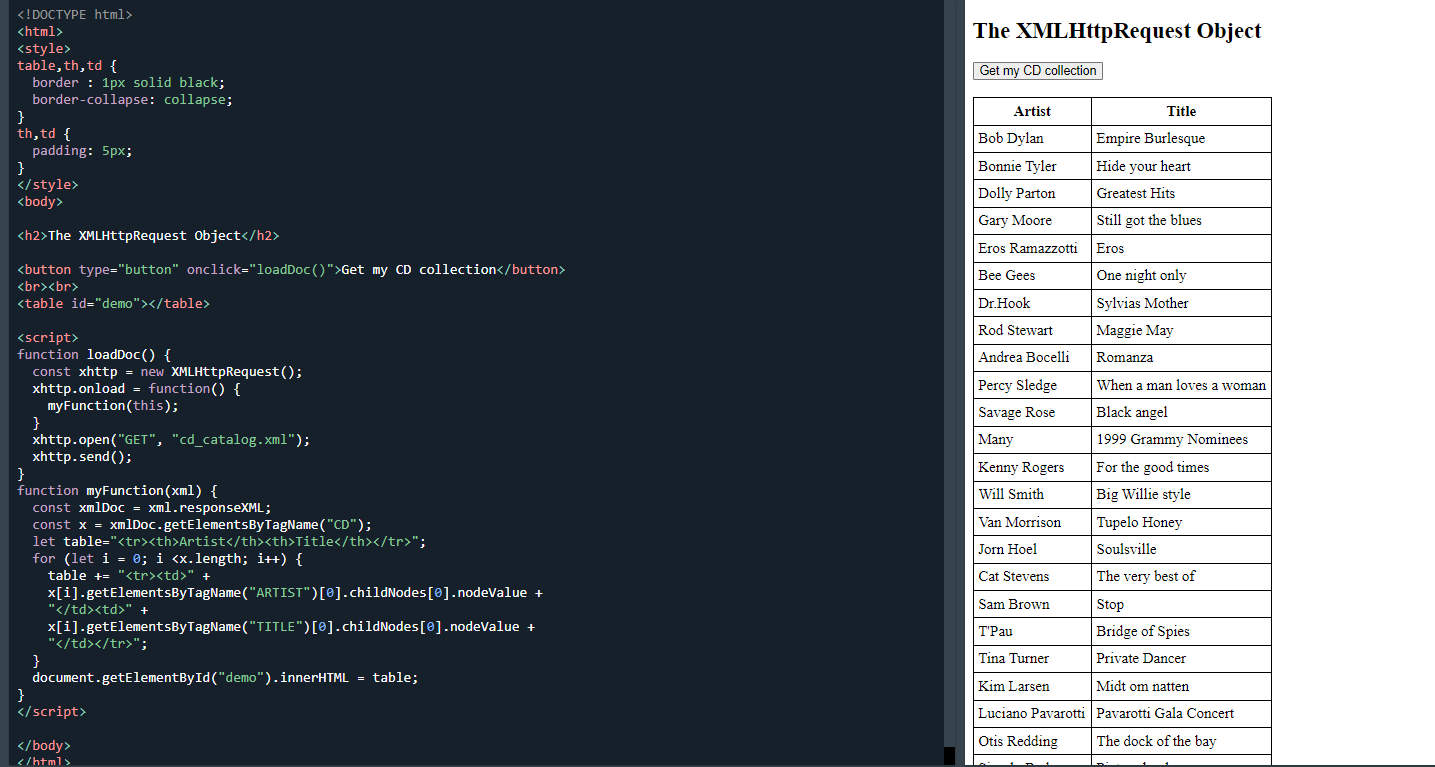 <!DOCTYPE html>
<html>
<style>
table,th,td {
  border : 1px solid black;
  border-collapse: collapse;
}
th,td {
  padding: 5px;
}
</style>
<body>

<h2>The XMLHttpRequest Object</h2>

<button type="button" onclick="loadDoc()">Get my CD collection</button>
<br><br>
<table id="demo"></table>

<script>
function loadDoc() {
  const xhttp = new XMLHttpRequest();
  xhttp.onload = function() {
    myFunction(this);
  }
  xhttp.open("GET", "cd_catalog.xml");
  xhttp.send();
}
function myFunction(xml) {
  const xmlDoc = xml.responseXML;
  const x = xmlDoc.getElementsByTagName("CD");
  let table="<tr><th>Artist</th><th>Title</th></tr>";
  for (let i = 0; i <x.length; i++) {
    table += "<tr><td>" +
    x[i].getElementsByTagName("ARTIST")[0].childNodes[0].nodeValue +
    "</td><td>" +
    x[i].getElementsByTagName("TITLE")[0].childNodes[0].nodeValue +
    "</td></tr>";
  }
  document.getElementById("demo").innerHTML = table;
}
</script>

</body>
</html>
The XMLHttpRequest Object
Get my CD collection
Artist Title
Bob Dylan Empire Burlesque
Bonnie Tyler Hide your heart
Dolly Parton Greatest Hits
Gary Moore Still got the blues
Eros Ramazzotti Eros
Bee Gees One night only
Dr.Hook Sylvias Mother
Rod Stewart Maggie May
Andrea Bocelli Romanza
Percy Sledge When a man loves a woman
Savage Rose Black angel
Many 1999 Grammy Nominees
Kenny Rogers For the good times
Will Smith Big Willie style
Van Morrison Tupelo Honey
Jorn Hoel Soulsville
Cat Stevens The very best of
Sam Brown Stop
T'Pau Bridge of Spies
Tina Turner Private Dancer
Kim Larsen Midt om natten
Luciano Pavarotti Pavarotti Gala Concert
Otis Redding The dock of the bay